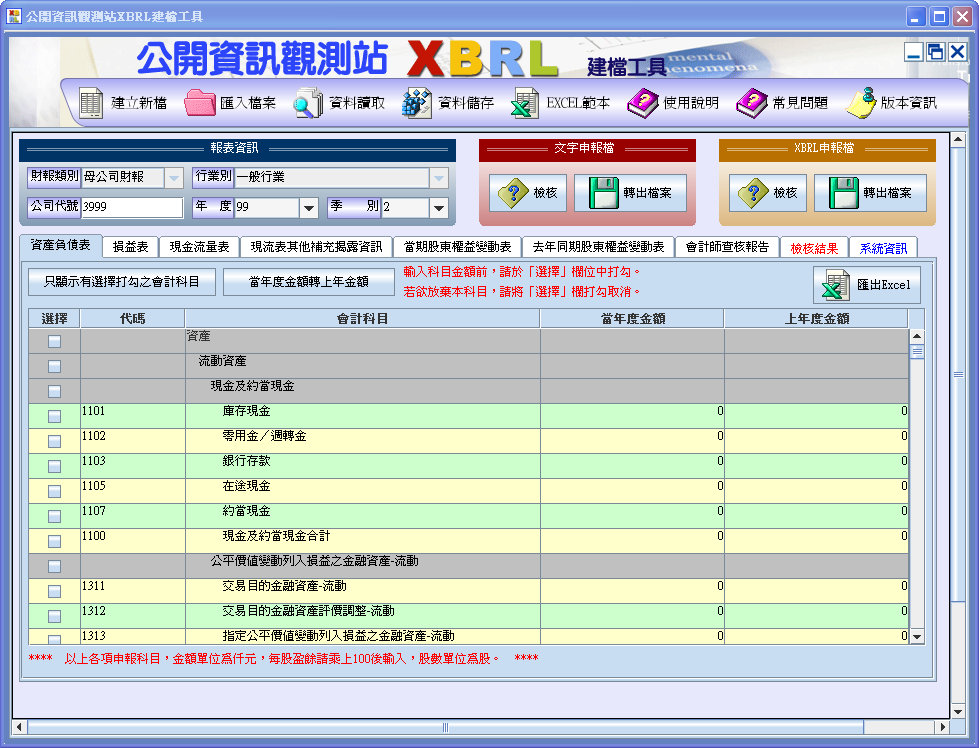 公開資訊觀測站XBRL建檔工具
公開資訊觀測站 XBRL 建檔工具
mental
henomena
建立新檔 匯入檔案 資料讀取 資料儲存 EXCEL範本 使用說明 常見問題 版本資訊
報表資訊 文字申報檔 XBRL申報檔
財報類別 母公司財報 行業別 一般行業
檢核 轉出檔案 檢核 轉出檔案
公司代號 3999 年 度 99 季 別 2
資產負債表 損益表 現金流量表 現流表其他補充揭露資訊 當期股東權益變動表 去年同期股東權益變動表 會計師查核報告 檢核結果 系統資訊
只顯示有選擇打勾之會計科目 當年度金額轉上年金額
輸入科目金額前，請於「選擇」欄位中打勾。
若欲放棄本科目，請將「選擇」欄打勾取消。
匯出Excel
選擇 代碼 會計科目 當年度金額 上年度金額
資產
流動資產
現金及約當現金
1101 庫存現金 0 0
1102 零用金／週轉金 0 0
1103 銀行存款 0 0
1105 在途現金 0 0
1107 約當現金 0 0
1100 現金及約當現金合計 0 0
公平價值變動列入損益之金融資產-流動
1311 交易目的金融資產-流動 0 0
1312 交易目的金融資產評價調整-流動 0 0
1313 指定公平價值變動列入損益之金融資產-流動 0 0
**** 以上各項申報科目，金額單位為仟元，每股盈餘請乘上100後輸入，股數單位為股。 ****